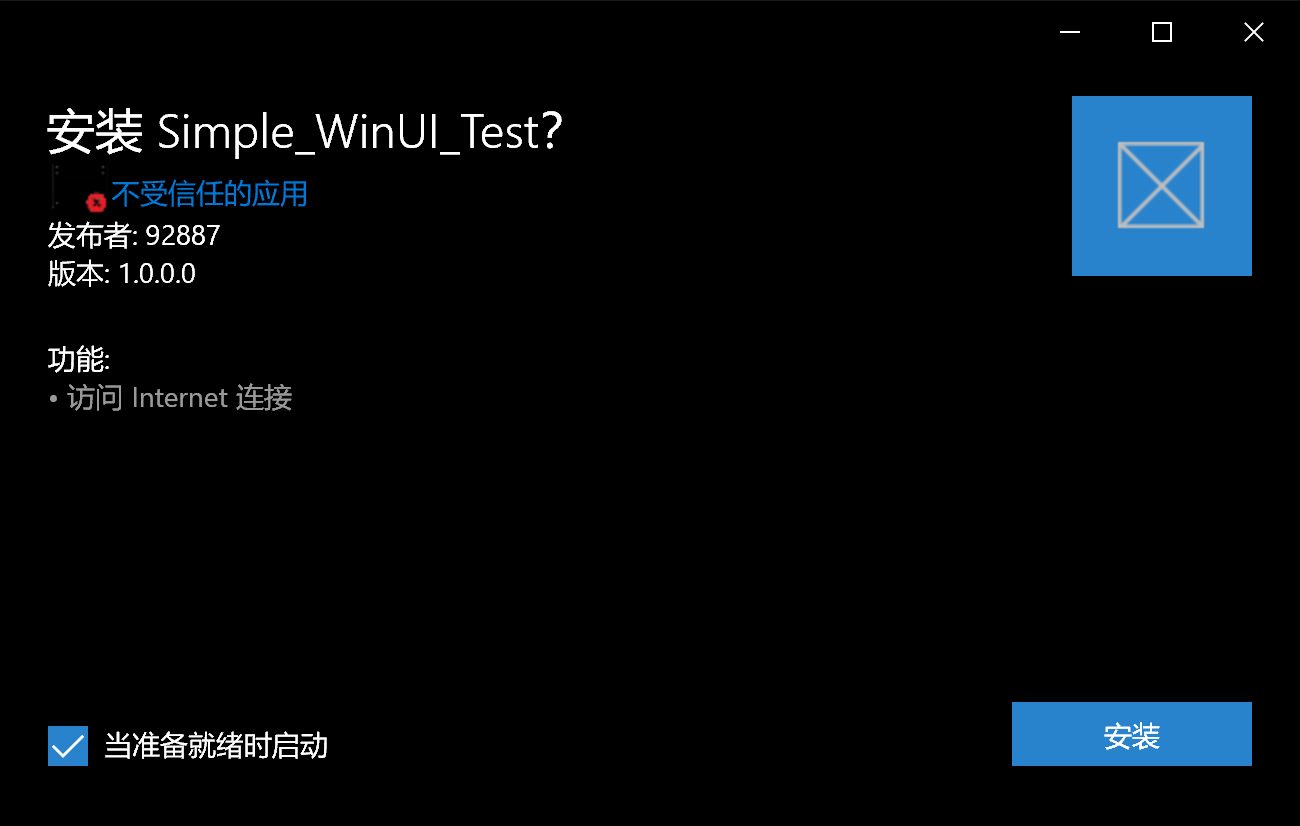 安装 Simple_WinUI_Test?
不受信任的应用
发布者: 92887
版本: 1.0.0.0
功能:
• 访问 Internet 连接
当准备就绪时启动
安装